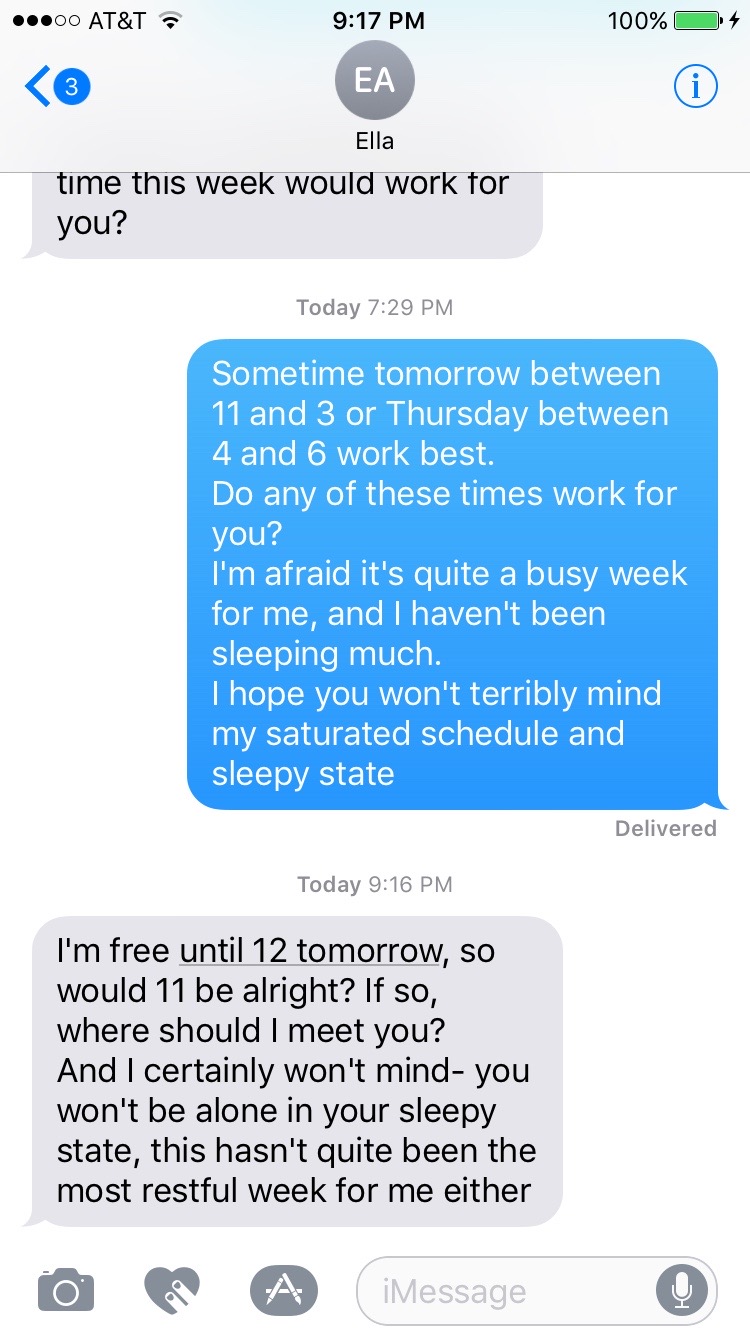 AT&T 9:17 PM 100%
3
EA
Ella
time this week would work for
you?
Today 7:29 PM
Sometime tomorrow between
11 and 3 or Thursday between
4 and 6 work best.
Do any of these times work for
you?
I'm afraid it's quite a busy week
for me, and I haven't been
sleeping much.
I hope you won't terribly mind
my saturated schedule and
sleepy state
Delivered
Today 9:16 PM
I'm free until 12 tomorrow, so
would 11 be alright? If so,
where should I meet you?
And I certainly won't mind- you
won't be alone in your sleepy
state, this hasn't quite been the
most restful week for me either
iMessage